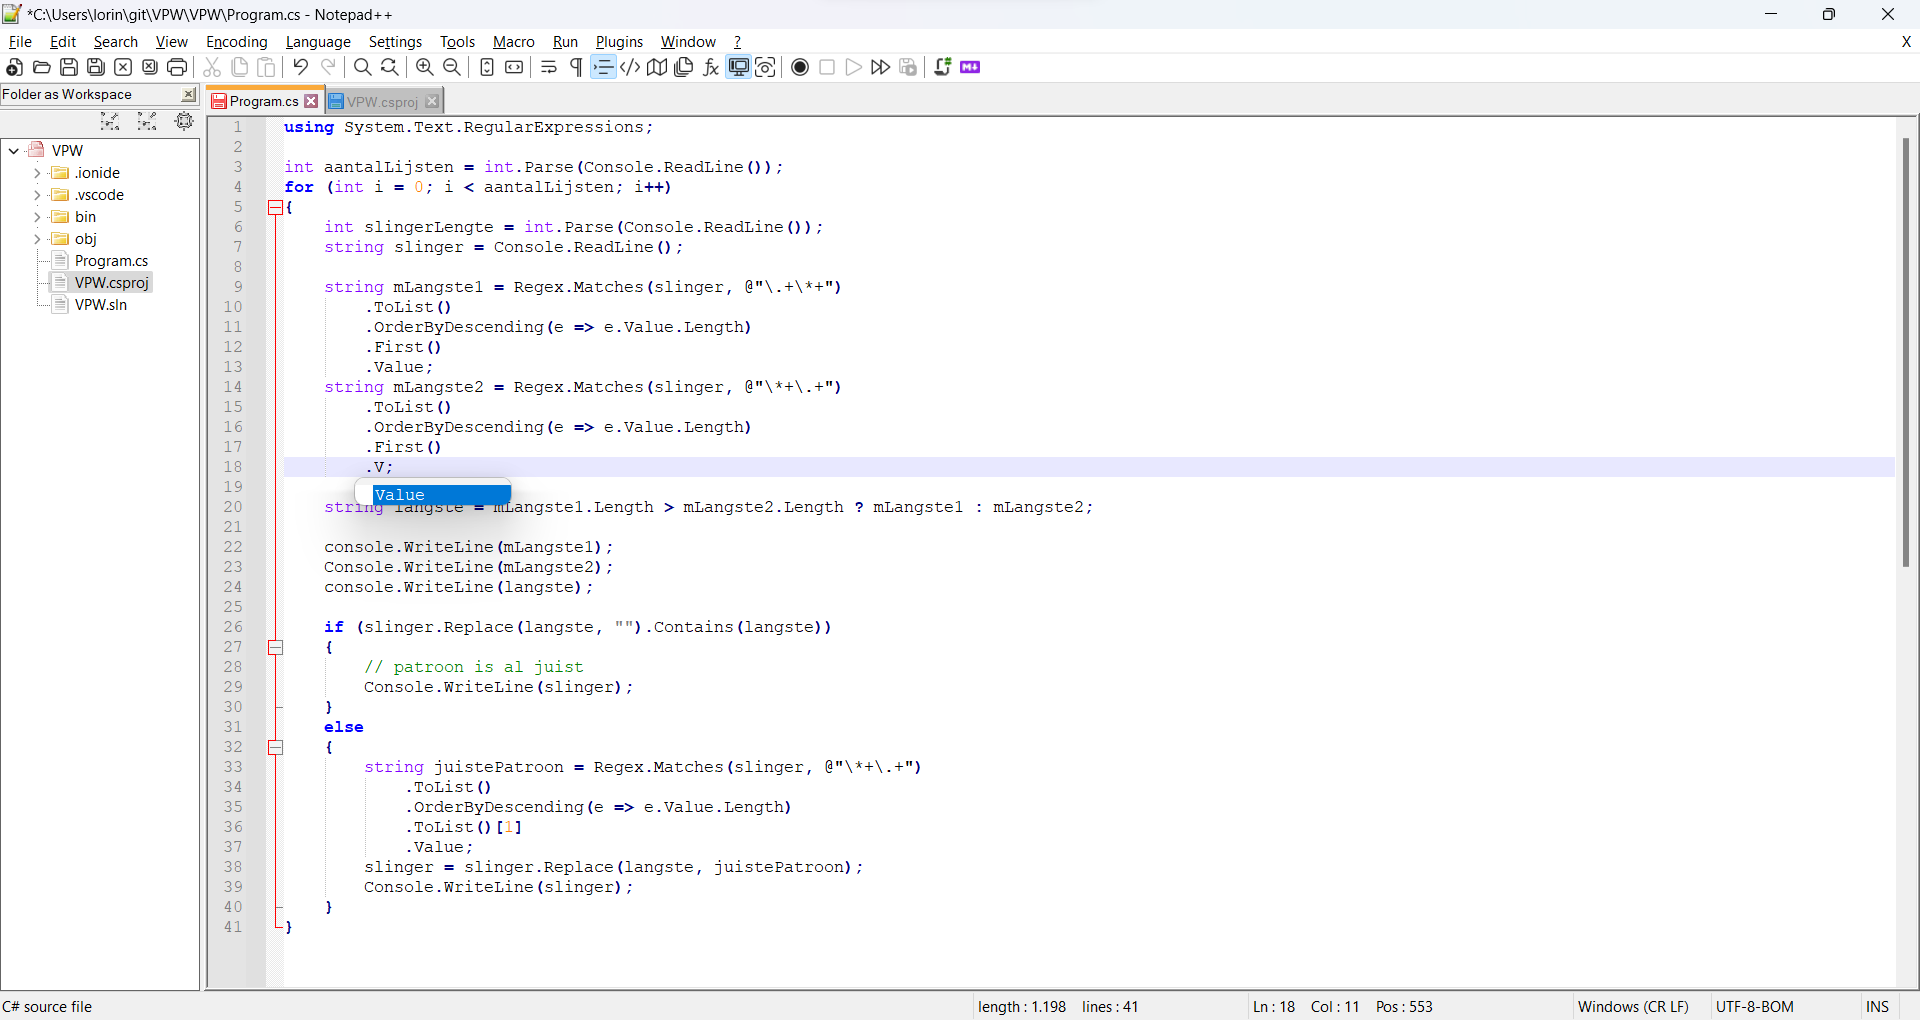 *C:\Users\lorin\git\VPW\VPW\Program.cs - Notepad++
File Edit Search View Encoding Language Settings Tools Macro Run Plugins Window ? X
Folder as Workspace
Program.cs VPW.csproj
VPW
.ionide
.vscode
bin
obj
Program.cs
VPW.csproj
VPW.sln
1 using System.Text.RegularExpressions;
2
3 int aantalLijsten = int.Parse(Console.ReadLine());
4 for (int i = 0; i < aantalLijsten; i++)
5 {
6     int slingerLengte = int.Parse(Console.ReadLine());
7     string slinger = Console.ReadLine();
8
9     string mLangste1 = Regex.Matches(slinger, @"\.+\*+")
10         .ToList()
11         .OrderByDescending(e => e.Value.Length)
12         .First()
13         .Value;
14     string mLangste2 = Regex.Matches(slinger, @"\*+\.+")
15         .ToList()
16         .OrderByDescending(e => e.Value.Length)
17         .First()
18         .V;
19
Value
20     string langste = mLangste1.Length > mLangste2.Length ? mLangste1 : mLangste2;
21
22     console.WriteLine(mLangste1);
23     Console.WriteLine(mLangste2);
24     console.WriteLine(langste);
25
26     if (slinger.Replace(langste, "").Contains(langste))
27     {
28         // patroon is al juist
29         Console.WriteLine(slinger);
30     }
31     else
32     {
33         string juistePatroon = Regex.Matches(slinger, @"\*+\.+")
34             .ToList()
35             .OrderByDescending(e => e.Value.Length)
36             .ToList()[1]
37             .Value;
38         slinger = slinger.Replace(langste, juistePatroon);
39         Console.WriteLine(slinger);
40     }
41 }
C# source file length : 1.198 lines : 41 Ln : 18 Col : 11 Pos : 553 Windows (CR LF) UTF-8-BOM INS